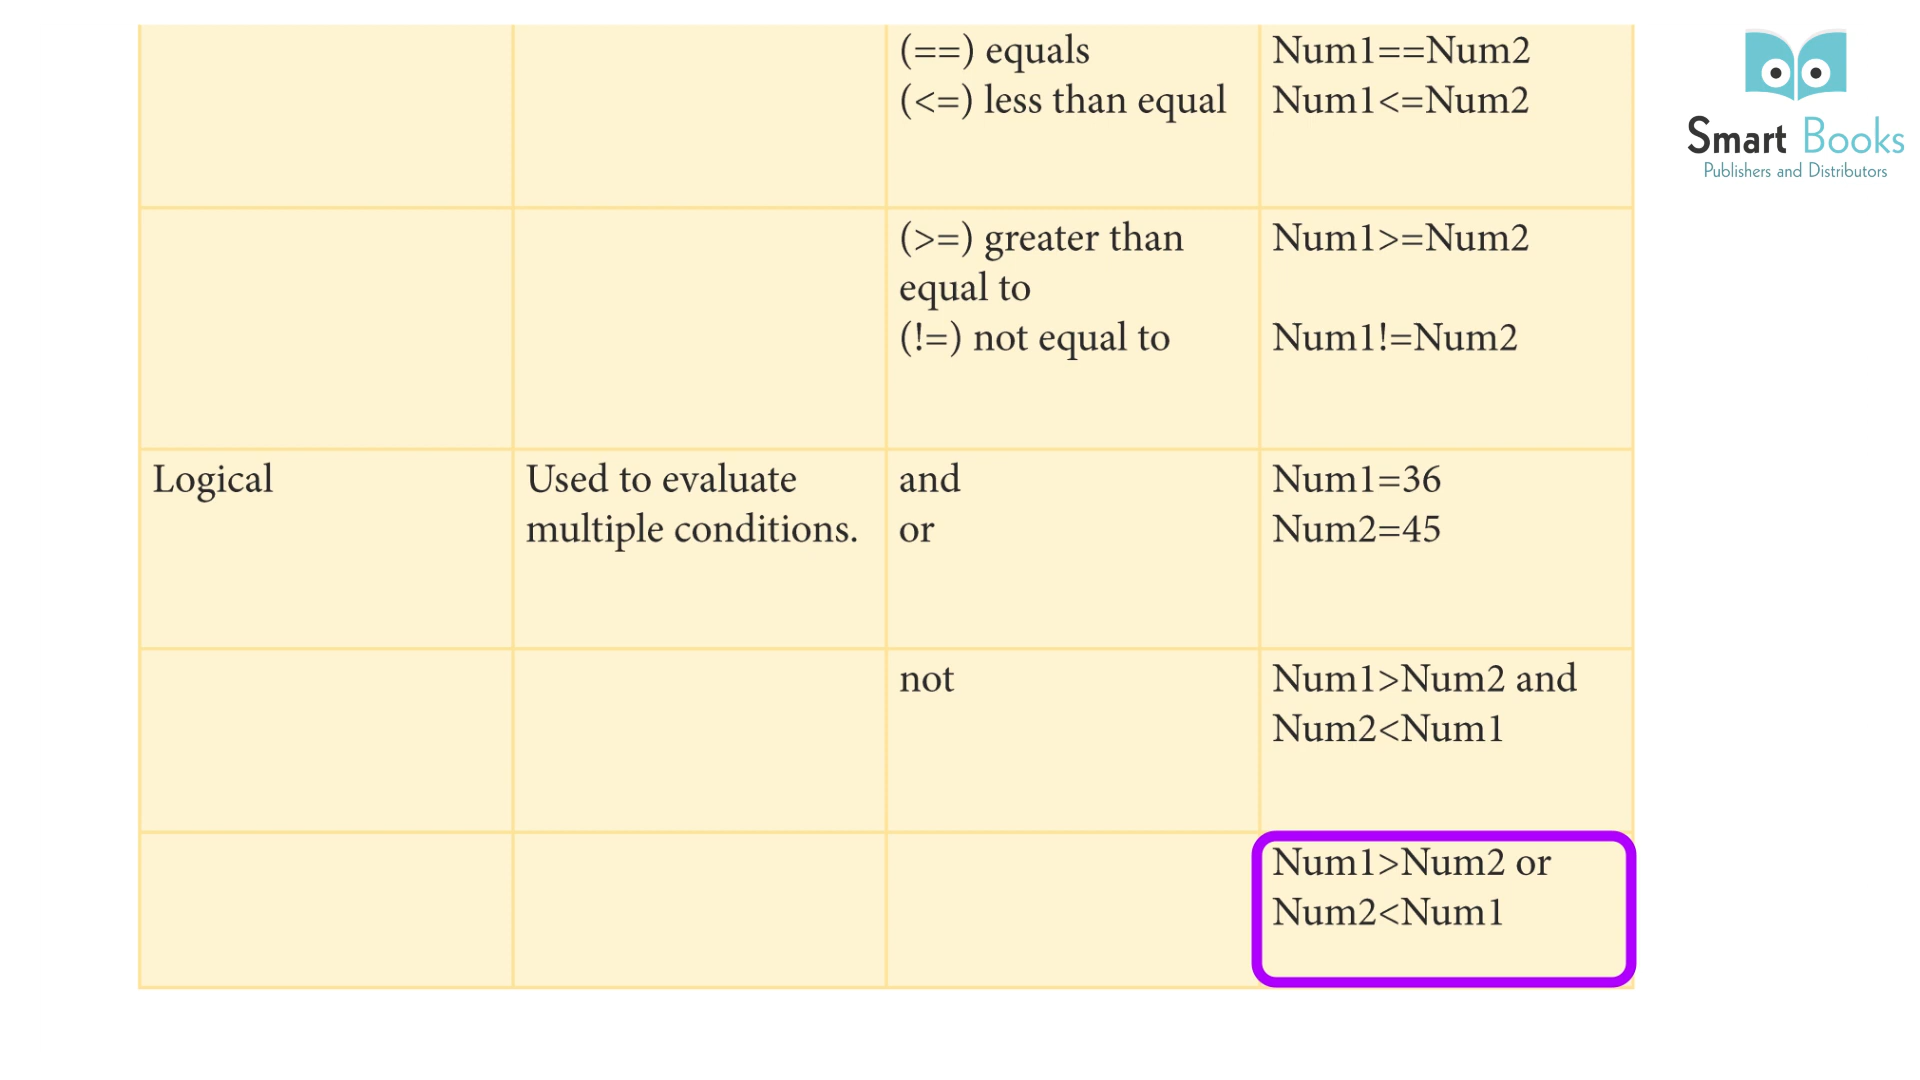 (==) equals
Num1==Num2
(<=) less than equal
Num1<=Num2
(>=) greater than
equal to
(!=) not equal to
Num1>=Num2
Num1!=Num2
Logical
Used to evaluate
multiple conditions.
and
or
Num1=36
Num2=45
not
Num1>Num2 and
Num2<Num1
Num1>Num2 or
Num2<Num1
Smart Books
Publishers and Distributors